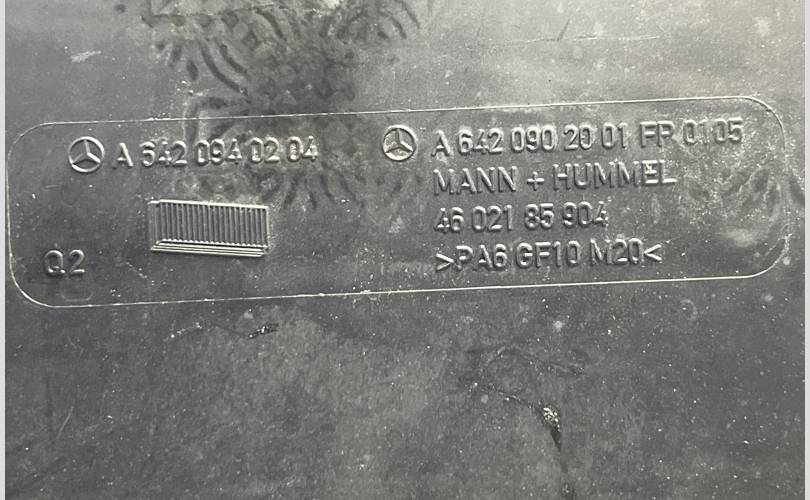 A 642 094 02 04
A 642 090 20 01 FP 01 05
MANN + HUMMEL
46 021 85 904
>PA6 GF10 M20<
Q2